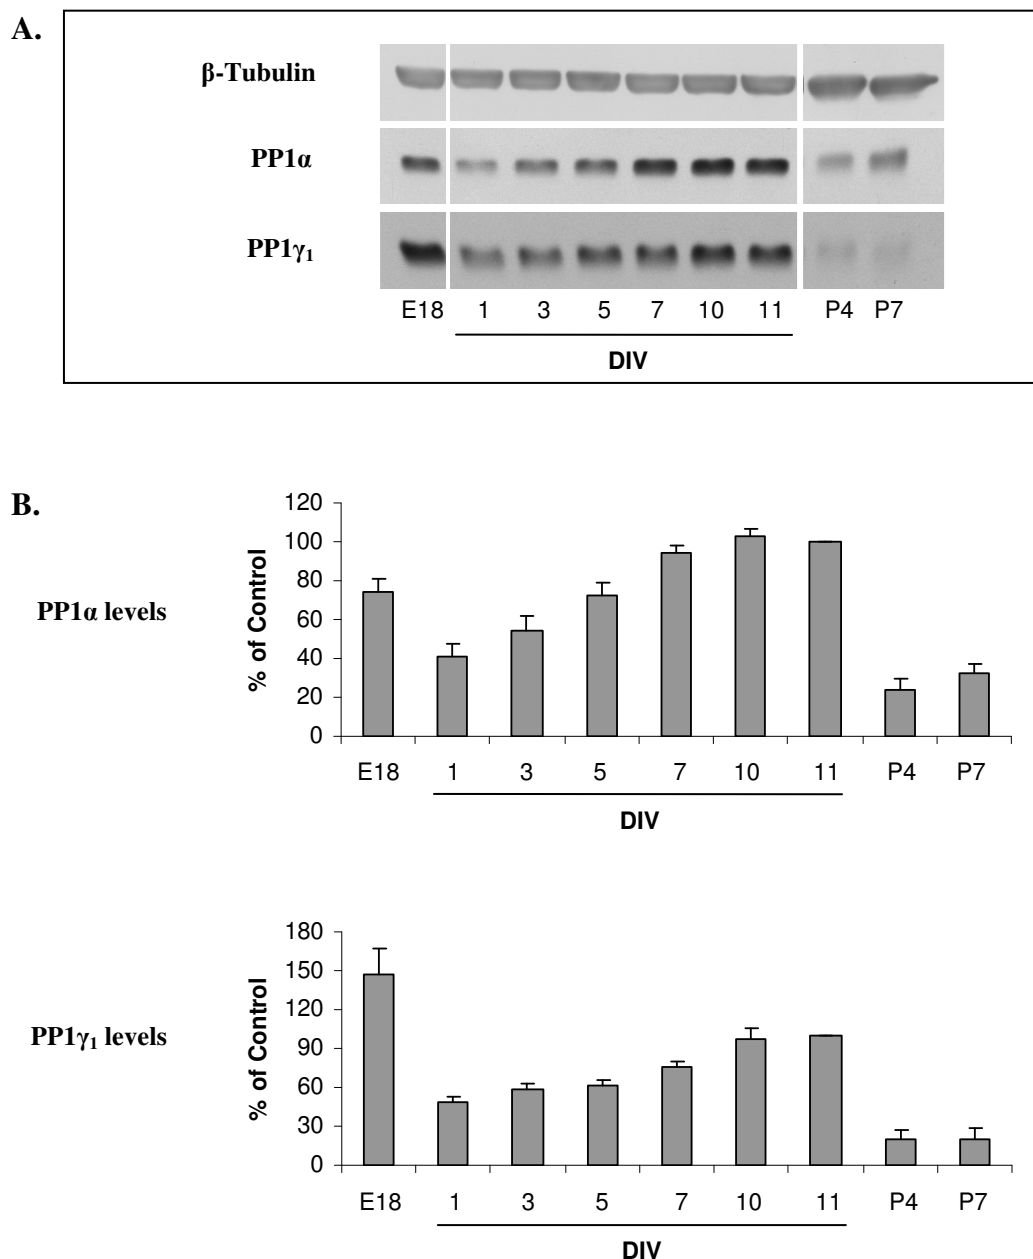 A.
β-Tubulin
PP1α
PP1γ₁
E18 1 3 5 7 10 11 P4 P7
DIV
B.
PP1α levels
% of Control
120
100
80
60
40
20
0
E18 1 3 5 7 10 11 P4 P7
DIV
PP1γ₁ levels
% of Control
180
150
120
90
60
30
0
E18 1 3 5 7 10 11 P4 P7
DIV